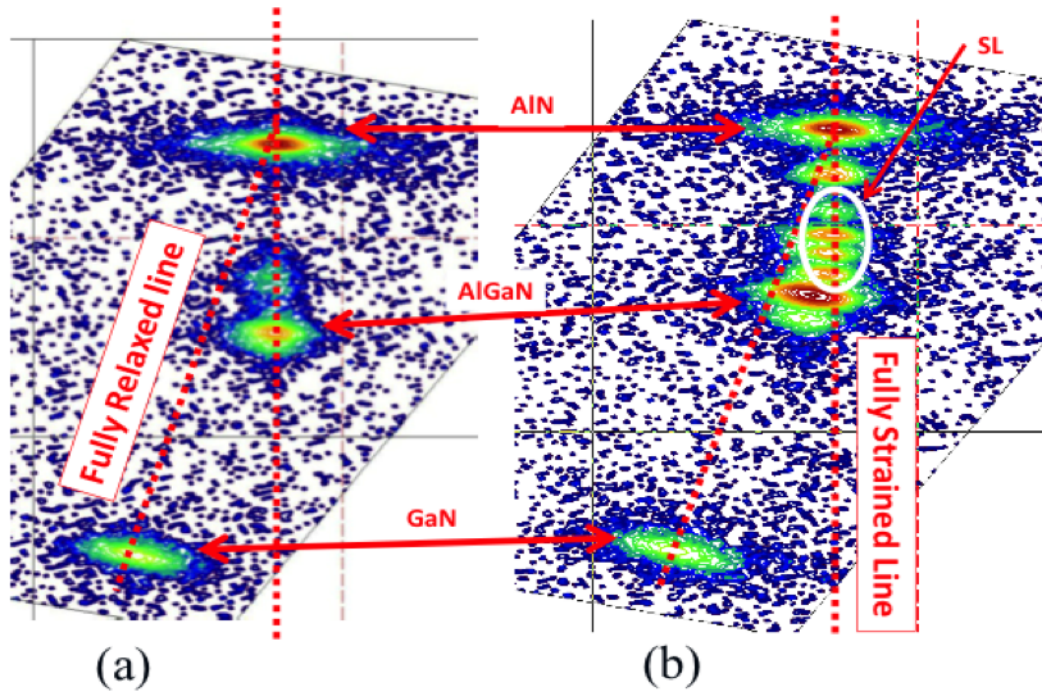 SL
AlN
AlGaN
GaN
Fully Relaxed line
Fully Strained Line
(a)
(b)